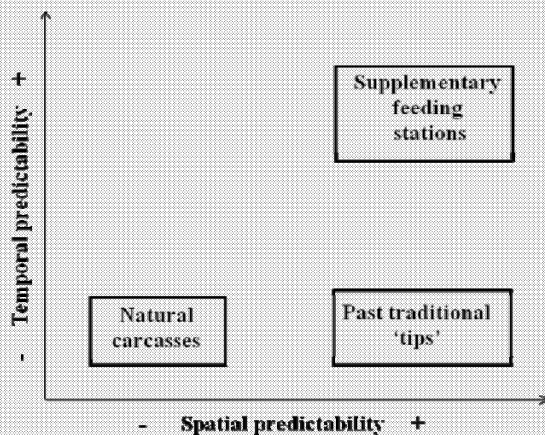 +
Temporal predictability
-
Supplementary
feeding
stations
Natural
carcasses
Past traditional
'tips'
- Spatial predictability +